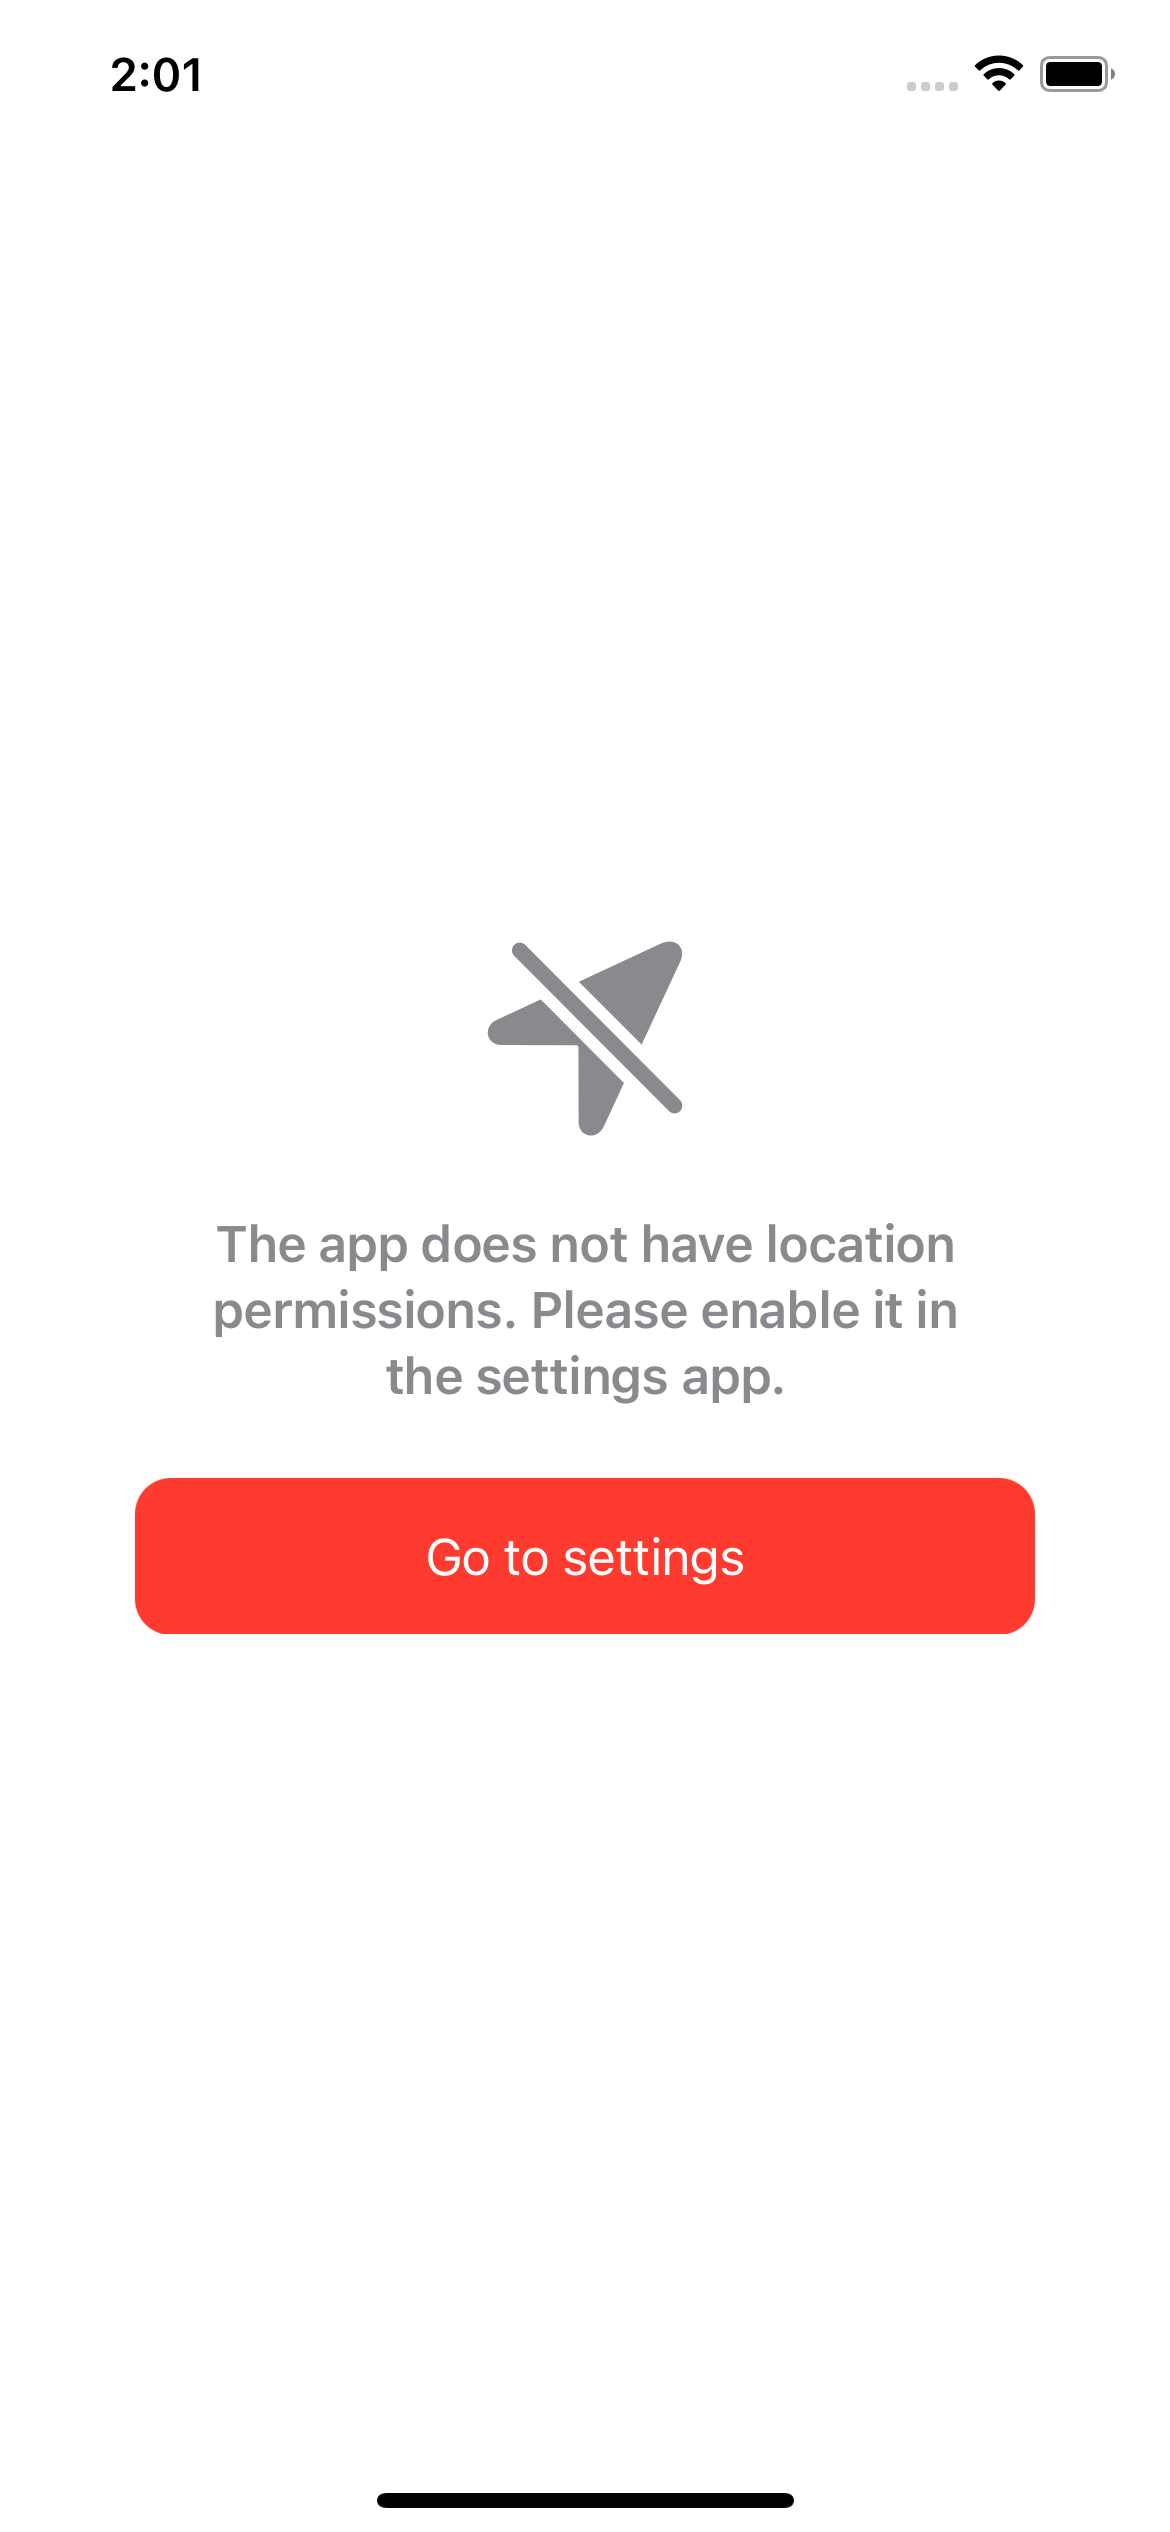 2:01
The app does not have location
permissions. Please enable it in
the settings app.
Go to settings